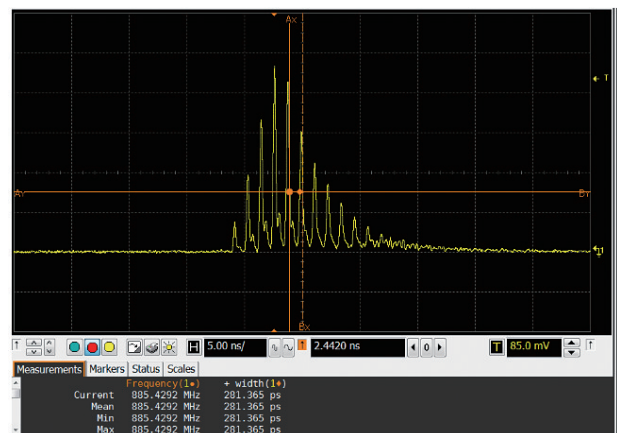 Ax
T
Ay
By
Bx
H 5.00 ns/ 2.4420 ns 0 T 85.0 mV
Measurements Markers Status Scales
Frequency(1●) + width(1●)
Current 885.4292 MHz 281.365 ps
Mean 885.4292 MHz 281.365 ps
Min 885.4292 MHz 281.365 ps
Max 885.4292 MHz 281.365 ps